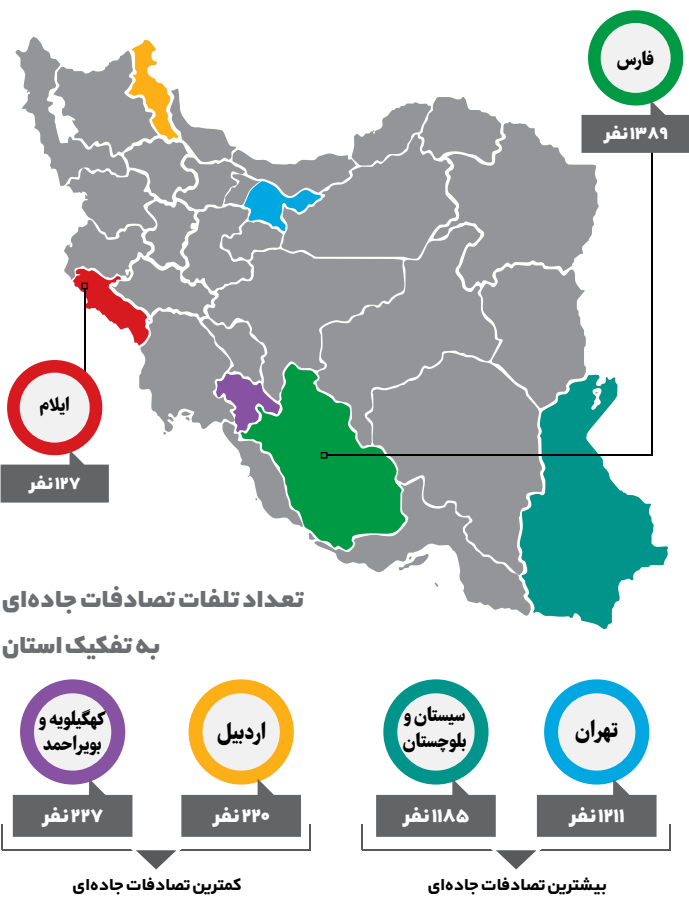 فارس
۱۳۸۹ نفر
ایلام
۱۲۷ نفر
تعداد تلفات تصادفات جاده‌ای
به تفکیک استان
تهران
۱۲۱۱ نفر
سیستان و
بلوچستان
۱۱۸۵ نفر
اردبیل
۲۲۰ نفر
کهگیلویه و
بویراحمد
۲۲۷ نفر
بیشترین تصادفات جاده‌ای
کمترین تصادفات جاده‌ای